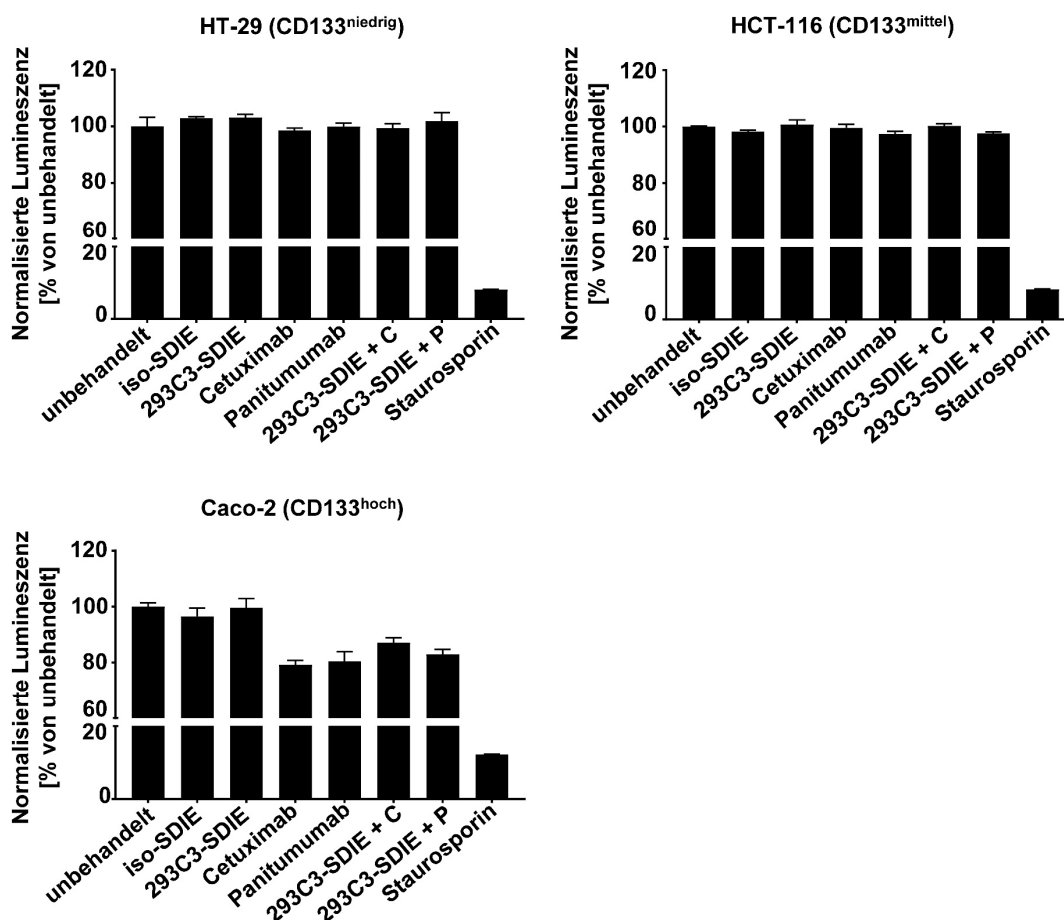 HT-29 (CD133niedrig)
Normalisierte Lumineszenz
[% von unbehandelt]
120
100
80
60
20
0
unbehandelt
iso-SDIE
293C3-SDIE
Cetuximab
Panitumumab
293C3-SDIE + C
293C3-SDIE + P
Staurosporin
HCT-116 (CD133mittel)
Normalisierte Lumineszenz
[% von unbehandelt]
120
100
80
60
20
0
unbehandelt
iso-SDIE
293C3-SDIE
Cetuximab
Panitumumab
293C3-SDIE + C
293C3-SDIE + P
Staurosporin
Caco-2 (CD133hoch)
Normalisierte Lumineszenz
[% von unbehandelt]
120
100
80
60
20
0
unbehandelt
iso-SDIE
293C3-SDIE
Cetuximab
Panitumumab
293C3-SDIE + C
293C3-SDIE + P
Staurosporin